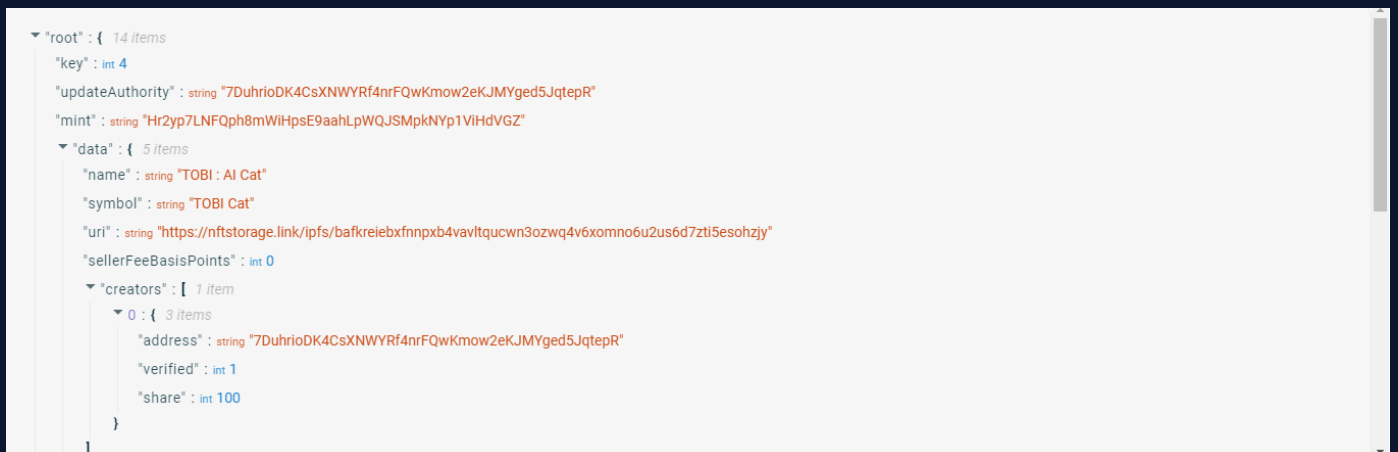 "root" : { 14 items
"key" : int 4
"updateAuthority" : string "7DuhrioDK4CsXNWYRf4nrFQwKmow2eKJMYged5JqtepR"
"mint" : string "Hr2yp7LNFQph8mWiHpsE9aahLpWQJSMpkNYp1ViHdVGZ"
"data" : { 5 items
"name" : string "TOBI : AI Cat"
"symbol" : string "TOBI Cat"
"uri" : string "https://nftstorage.link/ipfs/bafkreiebxfnnpxb4vavltqucwn3ozwq4v6xomno6u2us6d7zti5esohzjy"
"sellerFeeBasisPoints" : int 0
"creators" : [ 1 item
0 : { 3 items
"address" : string "7DuhrioDK4CsXNWYRf4nrFQwKmow2eKJMYged5JqtepR"
"verified" : int 1
"share" : int 100
}
]